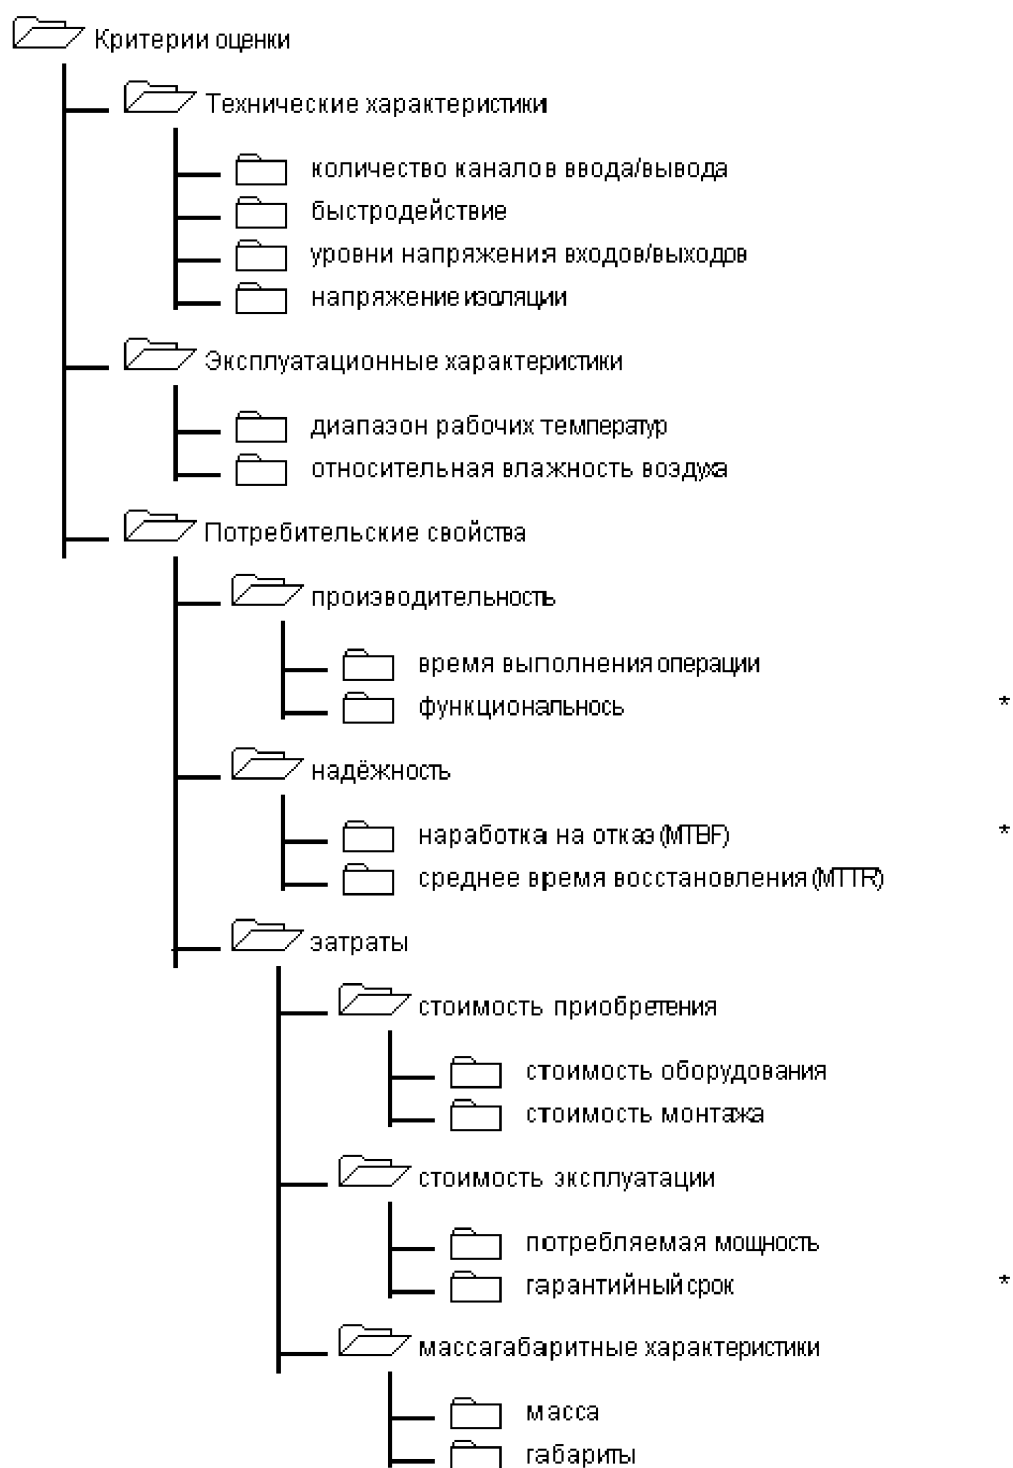 Критерии оценки
Технические характеристики
количество каналов ввода/вывода
быстродействие
уровни напряжения входов/выходов
напряжение изоляции
Эксплуатационные характеристики
диапазон рабочих температур
относительная влажность воздуха
Потребительские свойства
производительность
время выполнения операции
функциональнось *
надёжность
наработка на отказ (MTBF) *
среднее время восстановления (MTTR)
затраты
стоимость приобретения
стоимость оборудования
стоимость монтажа
стоимость эксплуатации
потребляемая мощность
гарантийный срок *
массагабаритные характеристики
масса
габариты